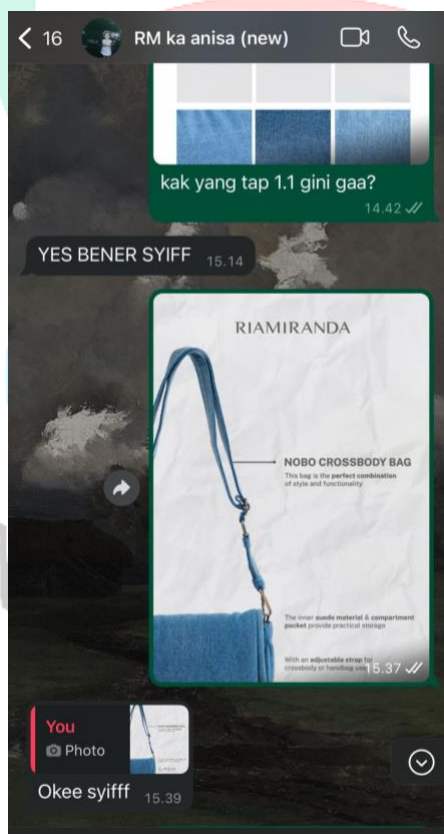 16 RM ka anisa (new)
kak yang tap 1.1 gini gaa?
14.42
YES BENER SYIFF 15.14
RIAMIRANDA
NOBO CROSSBODY BAG
This bag is the perfect combination
of style and functionality
The inner suede material & compartment
pocket provide practical storage
With an adjustable strap for
crossbody or handbag use
15.37
You
Photo
Okee syifff 15.39